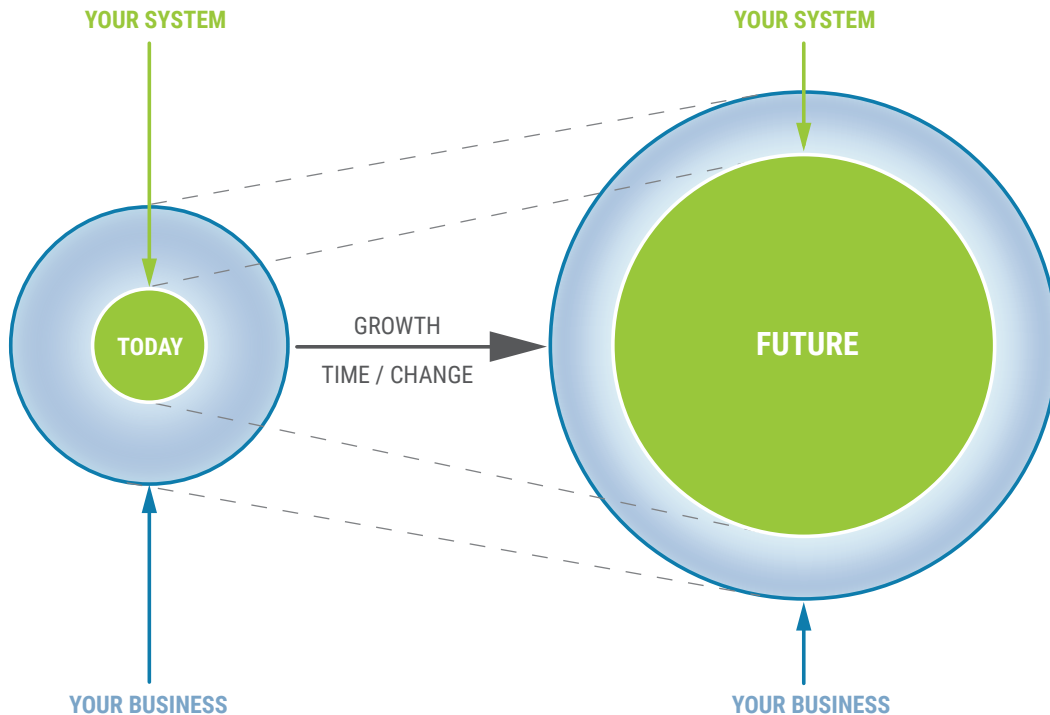 YOUR SYSTEM
YOUR SYSTEM
TODAY
GROWTH
TIME / CHANGE
FUTURE
YOUR BUSINESS
YOUR BUSINESS